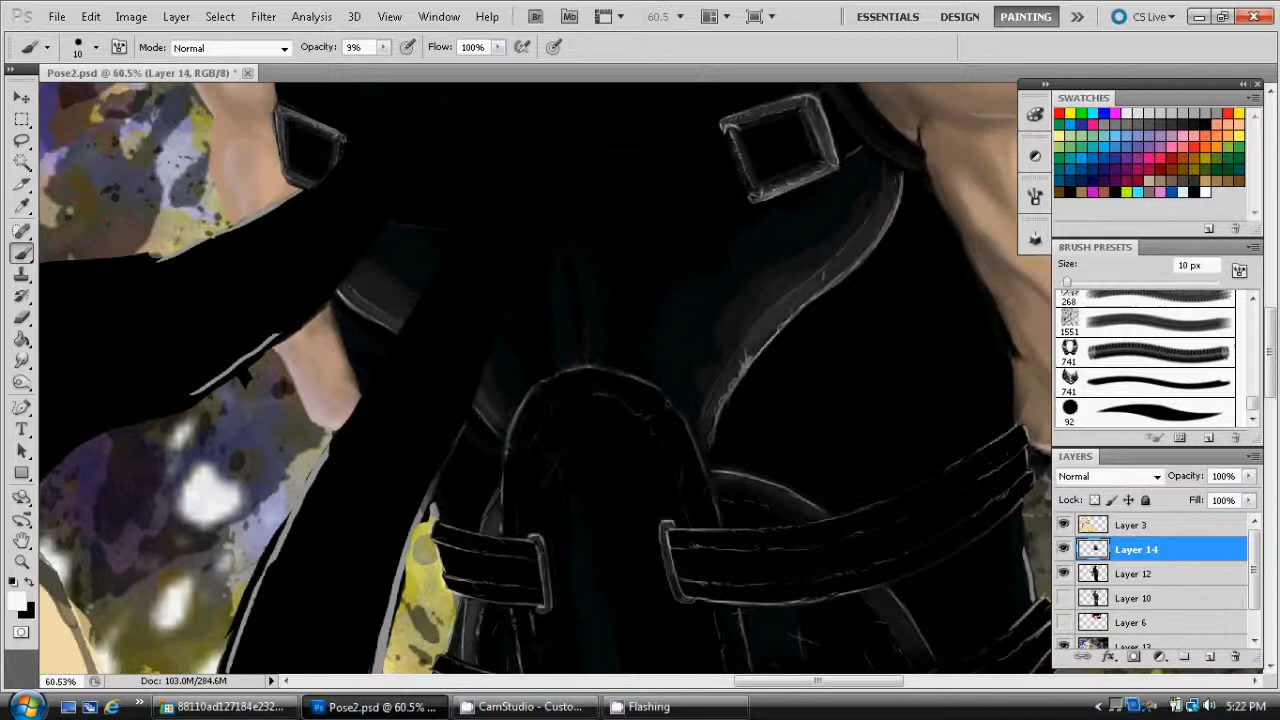 Ps File Edit Image Layer Select Filter Analysis 3D View Window Help Br Mb 60.5 ESSENTIALS DESIGN PAINTING CS Live
10 Mode: Normal Opacity: 9% Flow: 100%
Pose2.psd @ 60.5% (Layer 14, RGB/8) *
SWATCHES
BRUSH PRESETS
Size: 10 px
268
1551
741
741
92
LAYERS
Normal Opacity: 100%
Lock: Fill: 100%
Layer 3
Layer 14
Layer 12
Layer 10
Layer 6
Layer 13
60.53% Doc: 103.0M/284.6M
88110ad127184e232... Pose2.psd @ 60.5% ... CamStudio - Custo... Flashing 5:22 PM